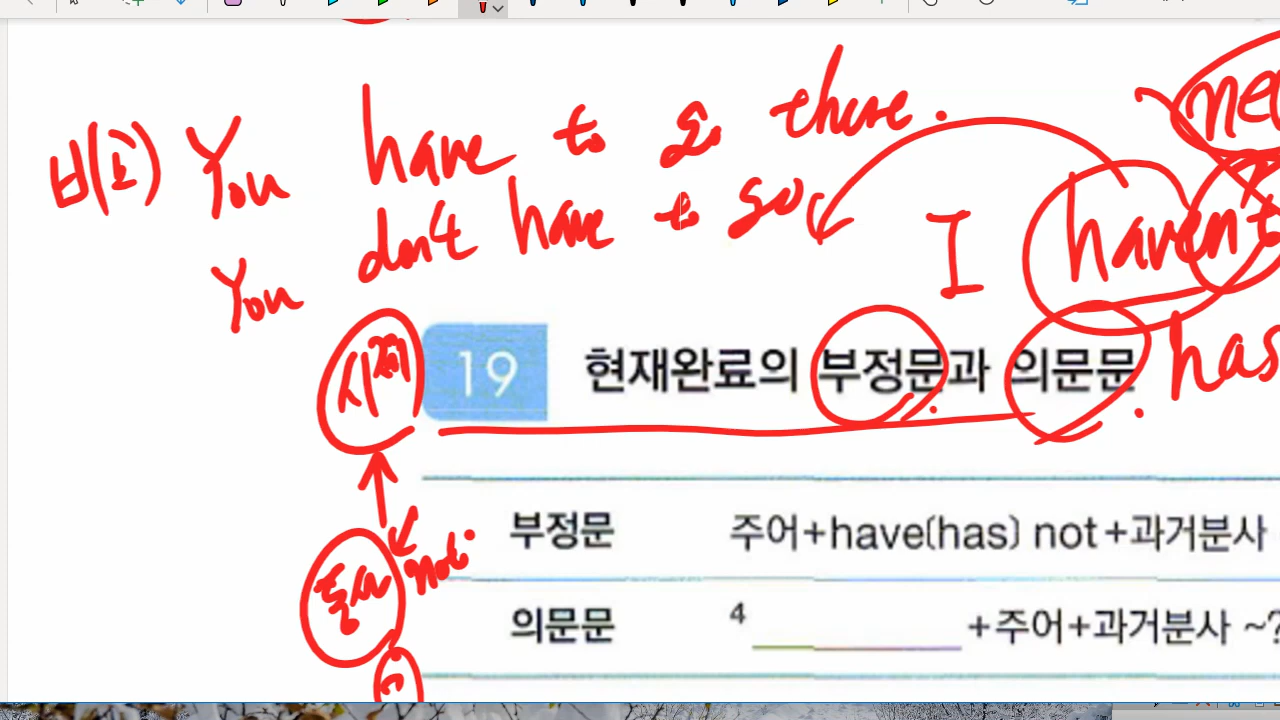 비(교) You have to go there.
You don't have to go
I haven't
시제
19 현재완료의 부정문과 의문문 has
부정문 주어+have(has) not+과거분사
not
동사
의문문 4 +주어+과거분사 ~?